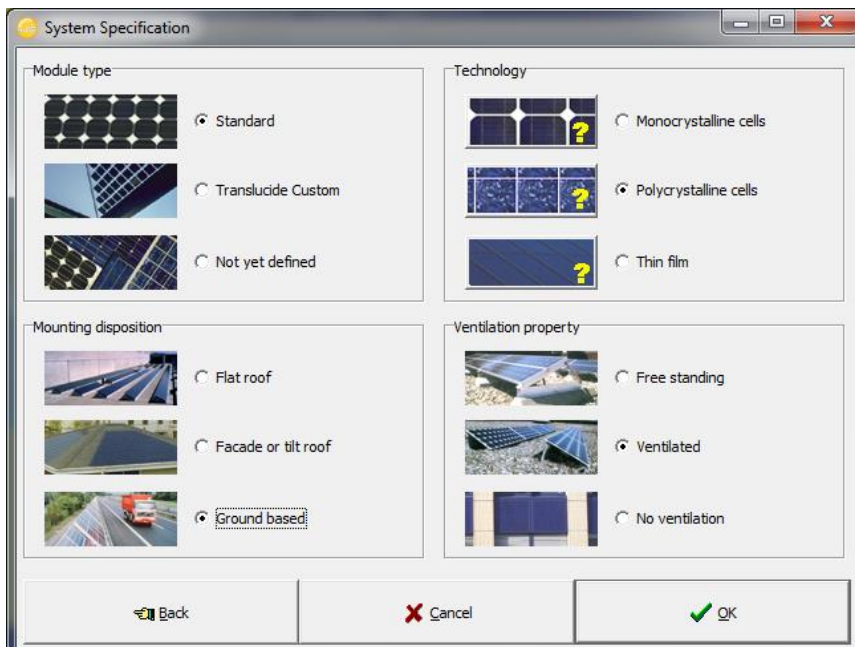 System Specification
Module type
Standard
Translucide Custom
Not yet defined
Technology
? Monocrystalline cells
? Polycrystalline cells
? Thin film
Mounting disposition
Flat roof
Facade or tilt roof
Ground based
Ventilation property
Free standing
Ventilated
No ventilation
Back
Cancel
OK